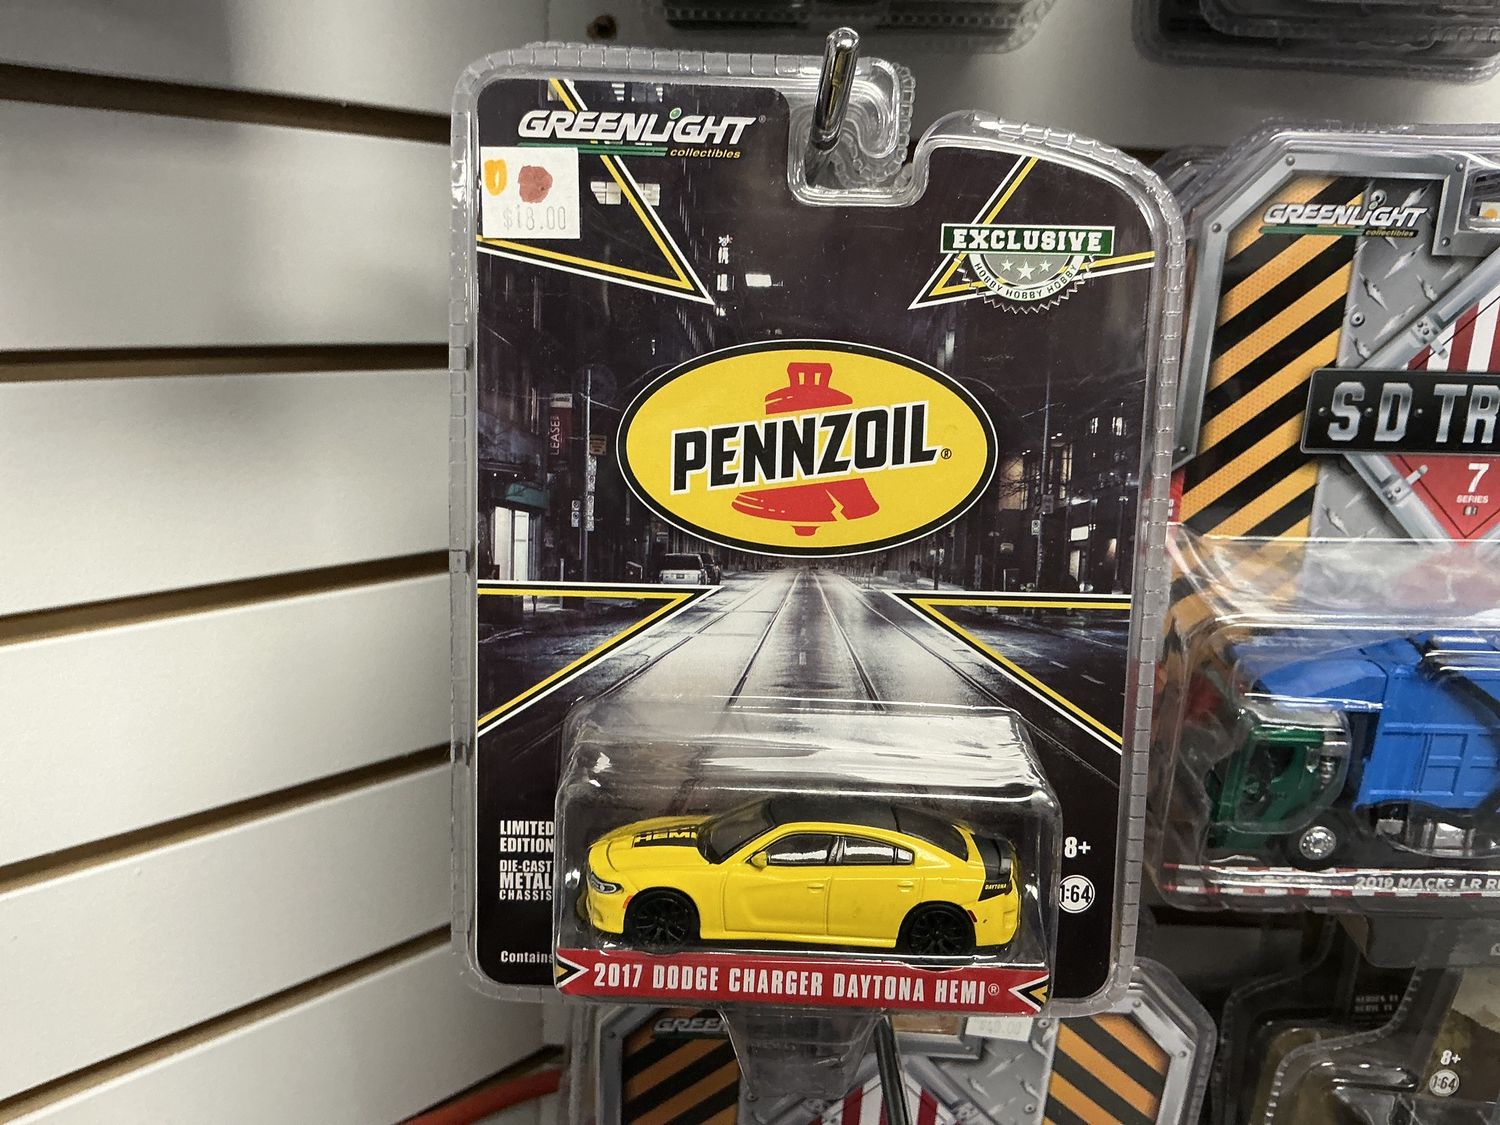 GREENLIGHT®
collectibles
$18.00
EXCLUSIVE
HOBBY HOBBY HOBBY
PENNZOIL®
LEASE
LIMITED
EDITION
DIE-CAST
METAL
CHASSIS
Contains
HEMI
DAYTONA
8+
1:64
2017 DODGE CHARGER DAYTONA HEMI®
GREENLIGHT
collectibles
S·D·TR
7
SERIES
2019 MACK® LR R
GREEN
8+
1:64